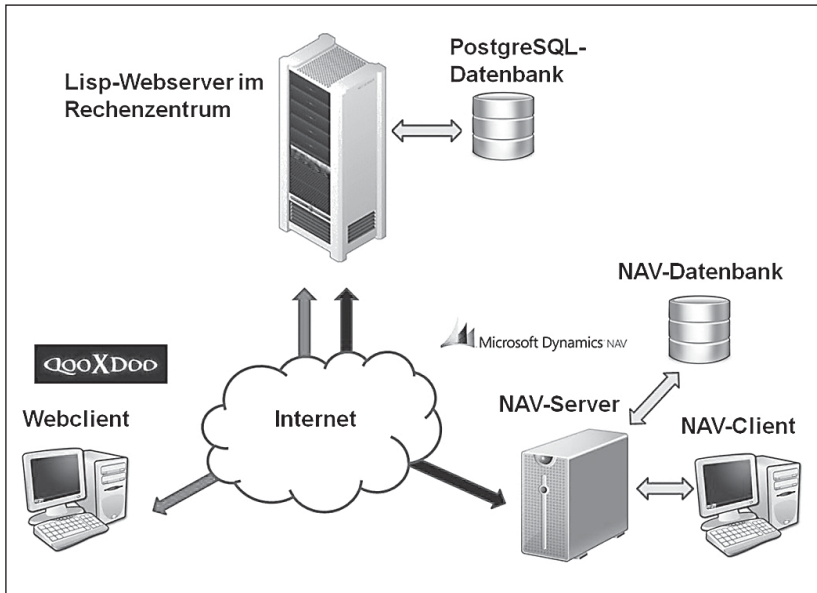 PostgreSQL-
Datenbank
Lisp-Webserver im
Rechenzentrum
NAV-Datenbank
Microsoft Dynamics NAV
QOOXDOO
Webclient
Internet
NAV-Server
NAV-Client